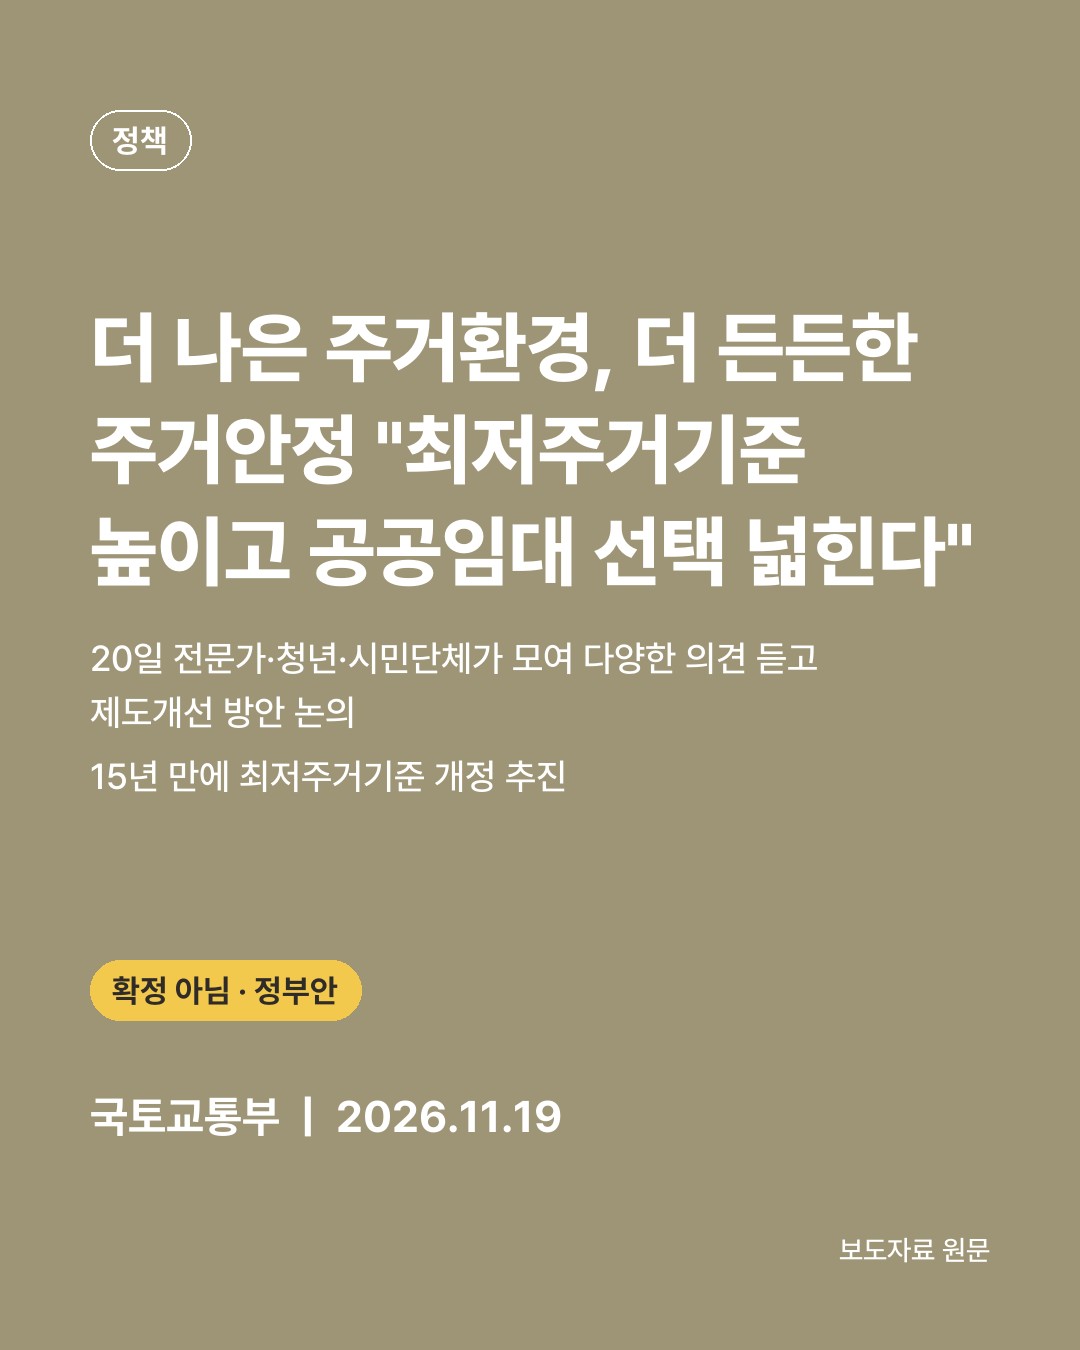 정책
더 나은 주거환경, 더 든든한
주거안정 "최저주거기준
높이고 공공임대 선택 넓힌다"
20일 전문가·청년·시민단체가 모여 다양한 의견 듣고
제도개선 방안 논의
15년 만에 최저주거기준 개정 추진
확정 아님 · 정부안
국토교통부 | 2026.11.19
보도자료 원문